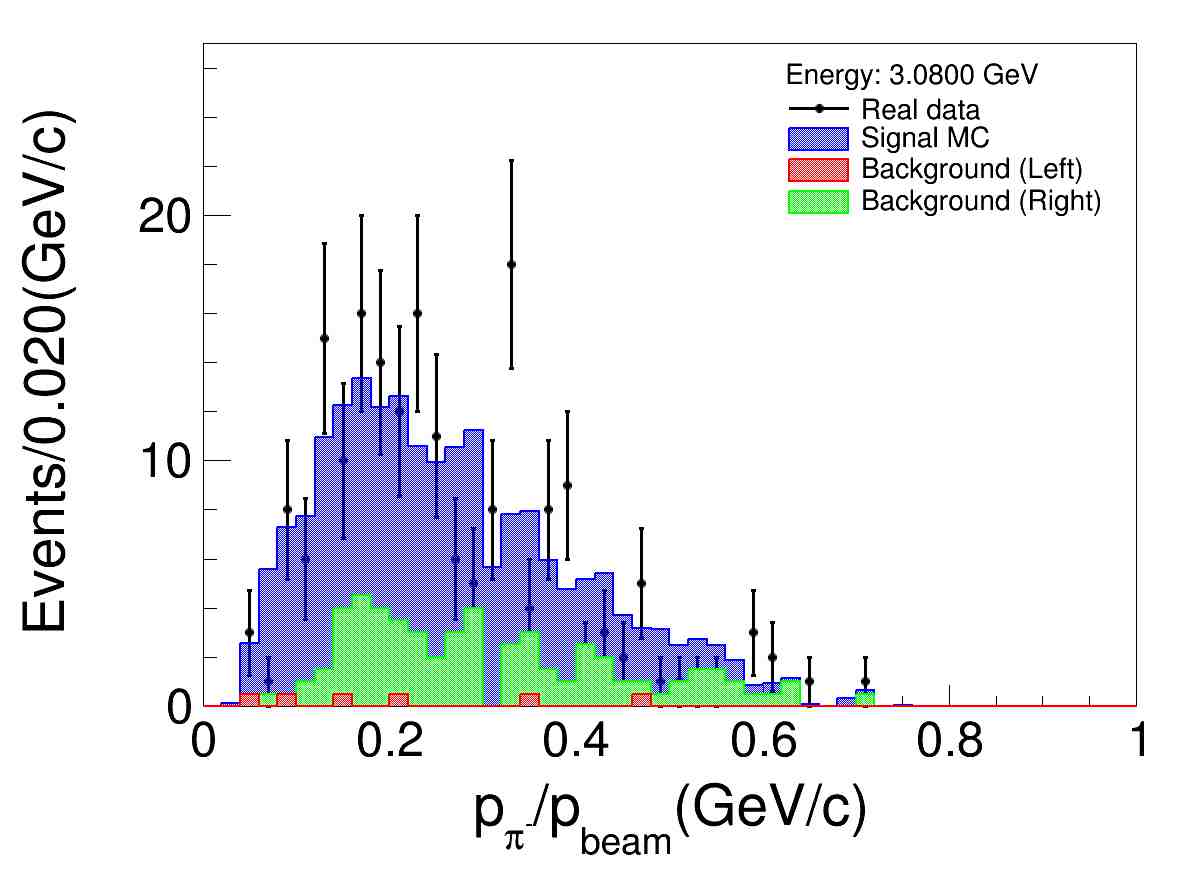 Energy: 3.0800 GeV
Real data
Signal MC
Background (Left)
Background (Right)
Events/0.020(GeV/c)
20
10
0
0 0.2 0.4 0.6 0.8 1
pπ-/pbeam(GeV/c)